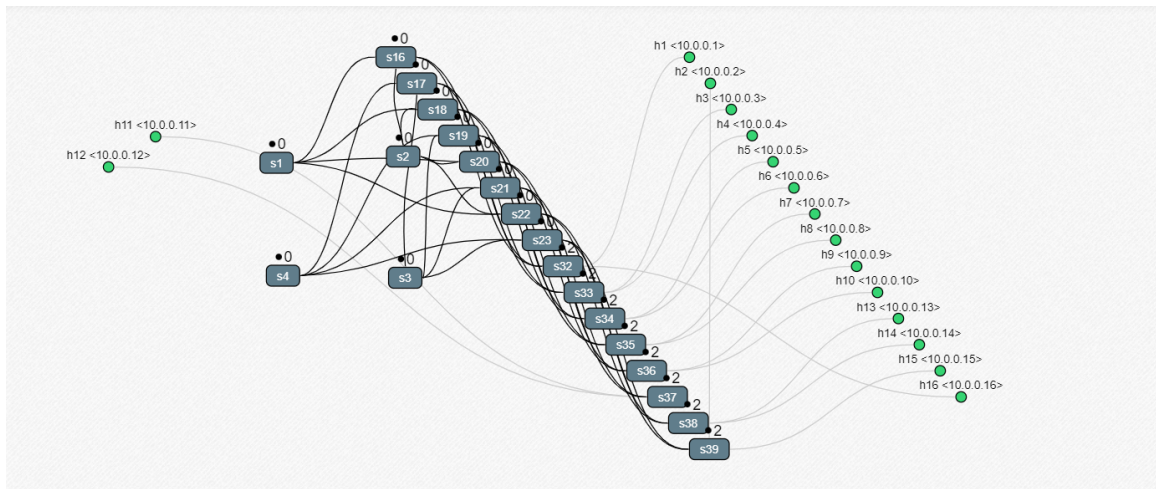 0
s16
0
s17
0
s18
0
s19
0
s20
0
s21
0
s22
0
s23
2
s32
2
s33
2
s34
2
s35
2
s36
2
s37
2
s38
2
s39
h11 <10.0.0.11>
h12 <10.0.0.12>
0
s1
0
s2
0
s4
0
s3
h1 <10.0.0.1>
h2 <10.0.0.2>
h3 <10.0.0.3>
h4 <10.0.0.4>
h5 <10.0.0.5>
h6 <10.0.0.6>
h7 <10.0.0.7>
h8 <10.0.0.8>
h9 <10.0.0.9>
h10 <10.0.0.10>
h13 <10.0.0.13>
h14 <10.0.0.14>
h15 <10.0.0.15>
h16 <10.0.0.16>